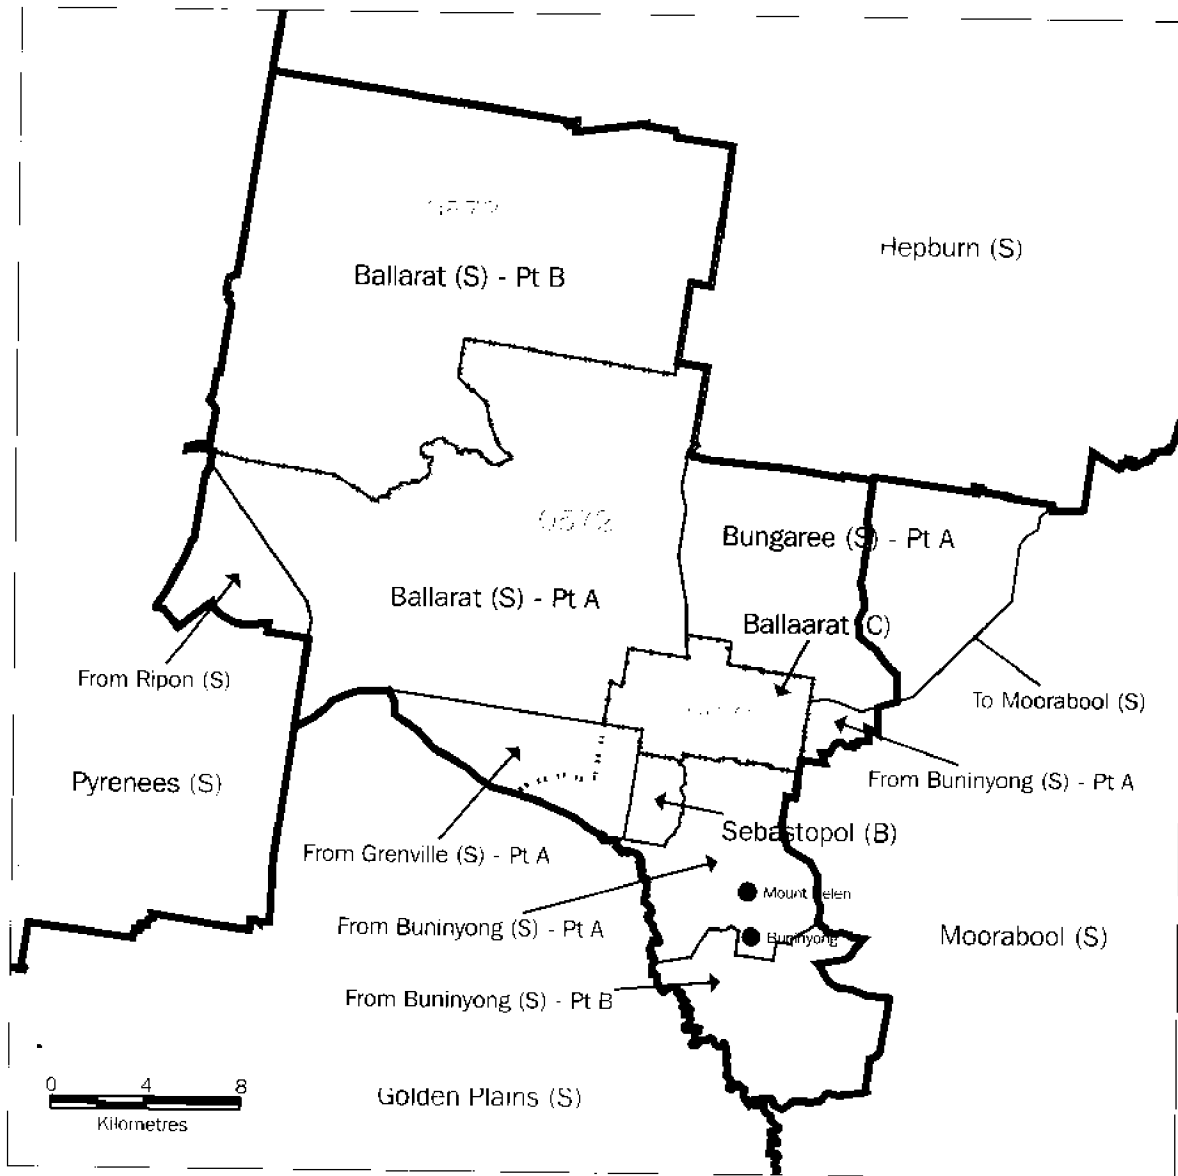 Hepburn (S)
Ballarat (S) - Pt B
Bungaree (S) - Pt A
Ballarat (S) - Pt A
Ballaarat (C)
From Ripon (S)
To Moorabool (S)
Pyrenees (S)
From Buninyong (S) - Pt A
Sebastopol (B)
From Grenville (S) - Pt A
Mount Helen
From Buninyong (S) - Pt A
Buninyong
Moorabool (S)
From Buninyong (S) - Pt B
0 4 8
Kilometres
Golden Plains (S)